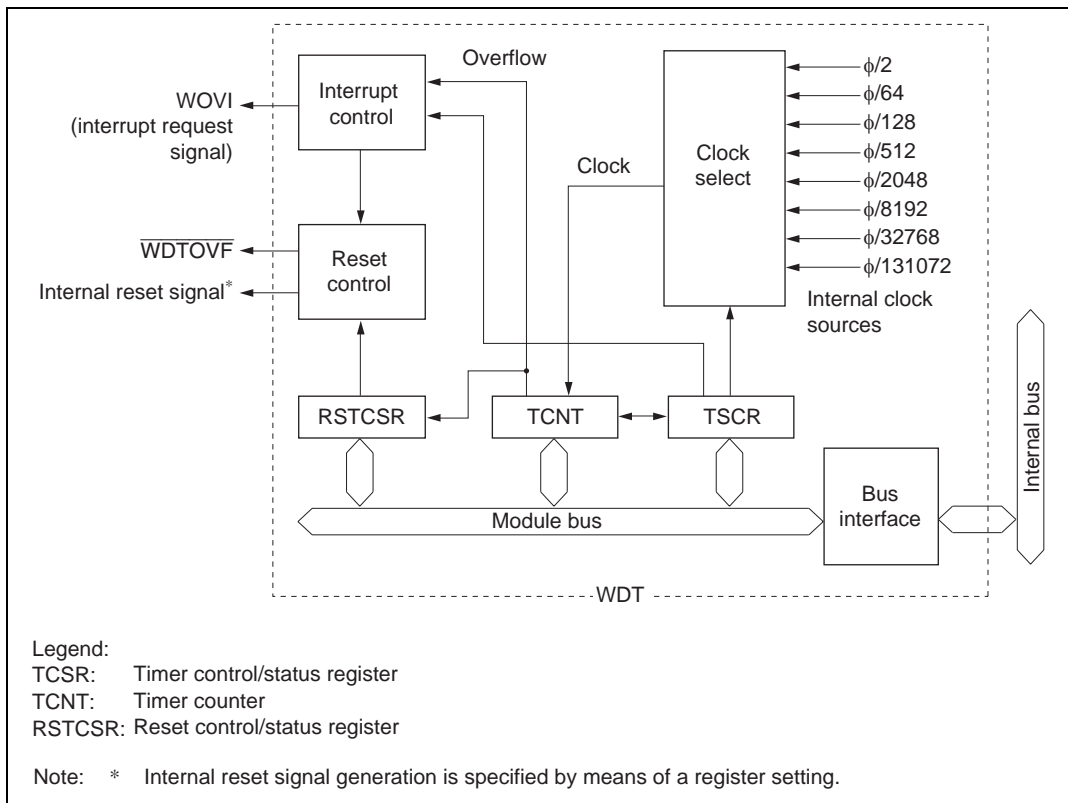 Overflow
Interrupt
control
WOVI
(interrupt request
signal)
Clock
Clock
select
ϕ/2
ϕ/64
ϕ/128
ϕ/512
ϕ/2048
ϕ/8192
ϕ/32768
ϕ/131072
Internal clock
sources
WDTOVF
Internal reset signal*
Reset
control
RSTCSR
TCNT
TSCR
Module bus
Bus
interface
Internal bus
WDT
Legend:
TCSR: Timer control/status register
TCNT: Timer counter
RSTCSR: Reset control/status register
Note: * Internal reset signal generation is specified by means of a register setting.